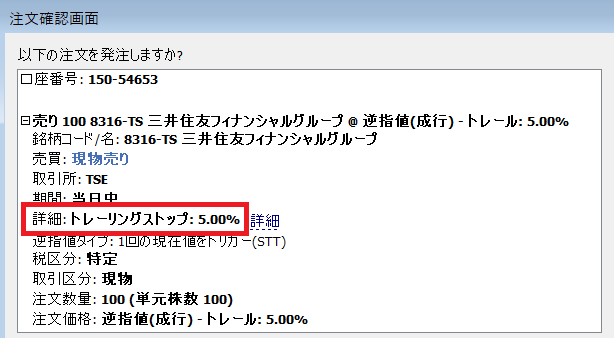 注文確認画面
以下の注文を発注しますか?
口座番号: 150-54653
売り 100 8316-TS 三井住友フィナンシャルグループ @ 逆指値(成行) - トレール: 5.00%
銘柄コード/名: 8316-TS 三井住友フィナンシャルグループ
売買: 現物売り
取引所: TSE
期間: 当日中
詳細: トレーリングストップ: 5.00% 詳細
逆指値タイプ: 1回の現在値をトリガー(STT)
税区分: 特定
取引区分: 現物
注文数量: 100 (単元株数 100)
注文価格: 逆指値(成行) - トレール: 5.00%